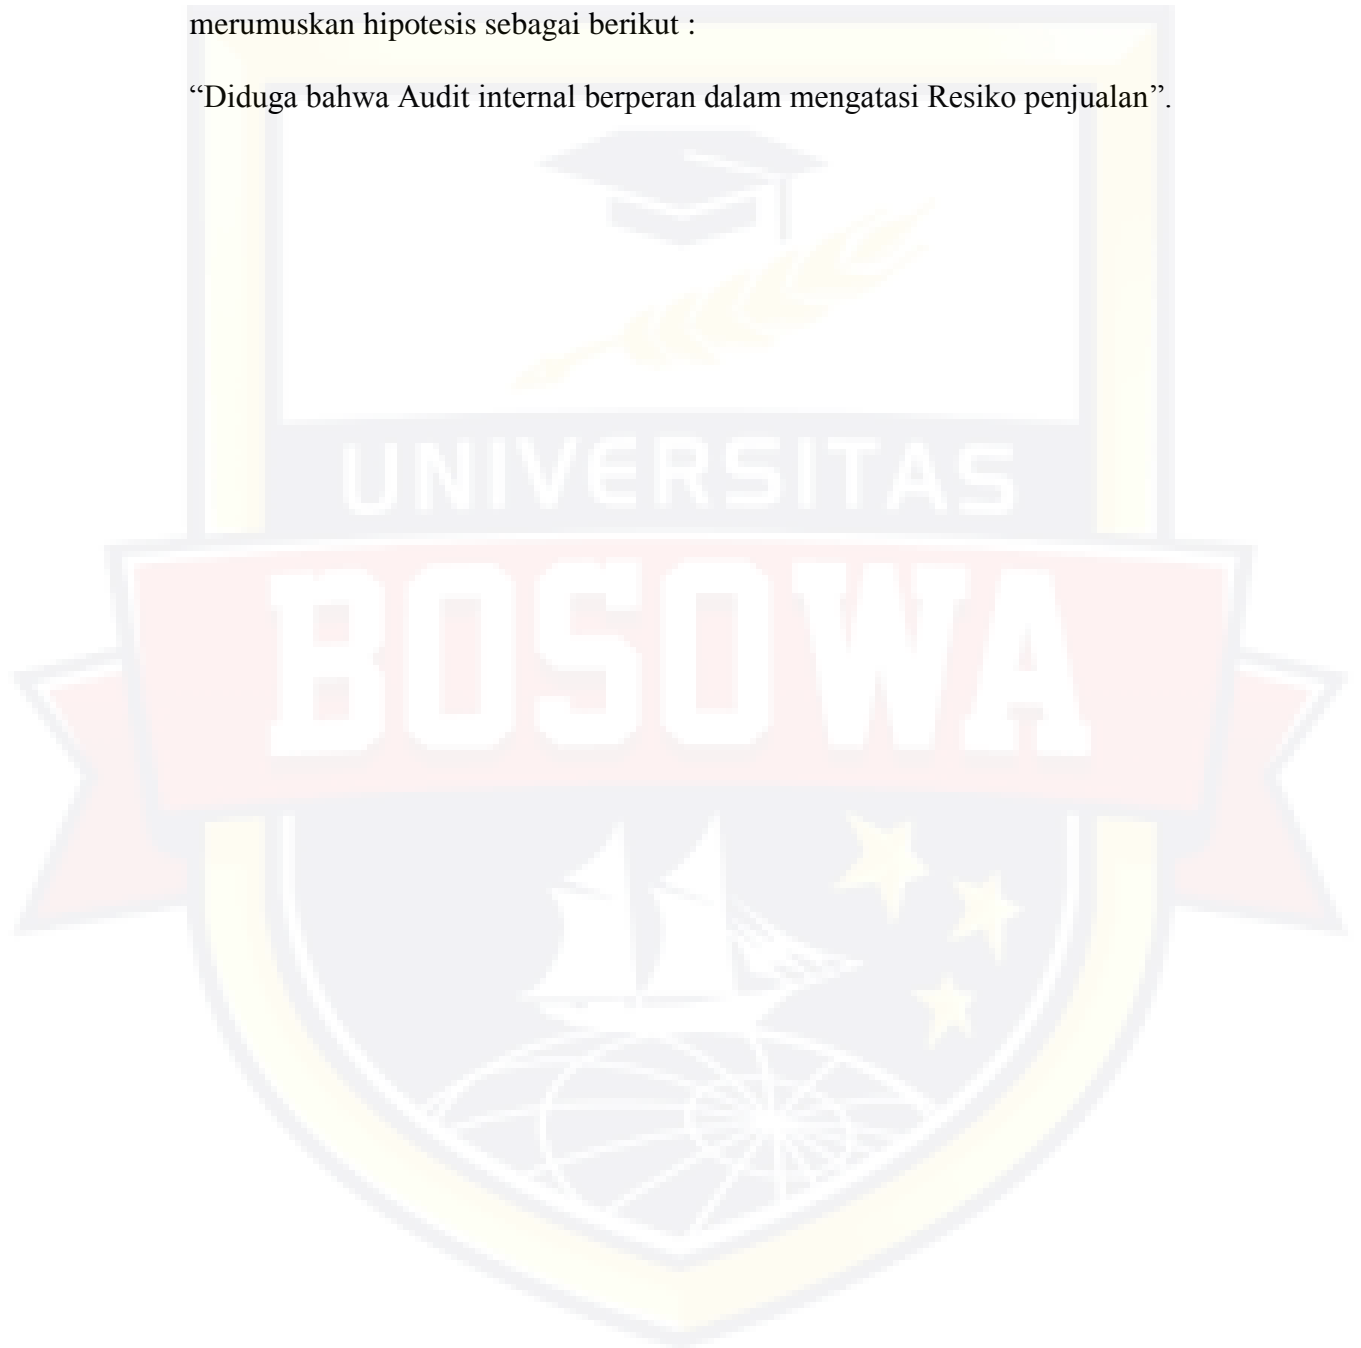 merumuskan hipotesis sebagai berikut :
“Diduga bahwa Audit internal berperan dalam mengatasi Resiko penjualan”.
UNIVERSITAS
BOSOWA